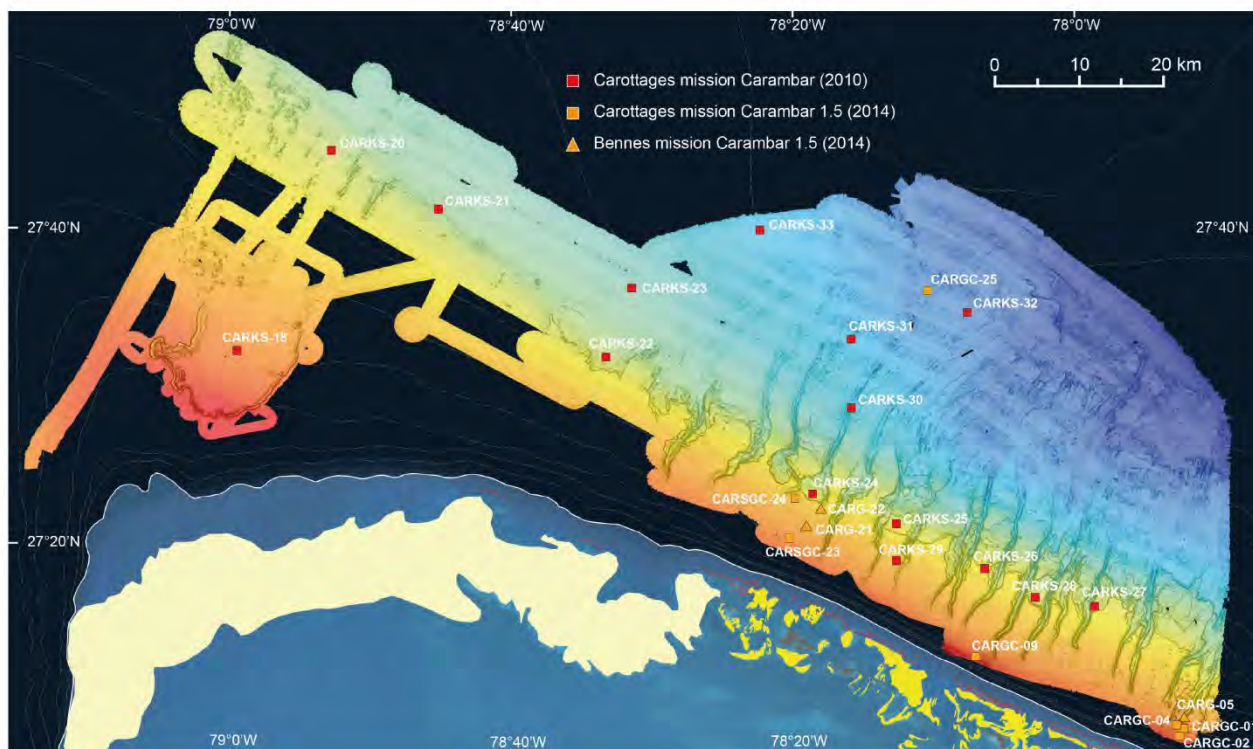 79°0'W
78°40'W
78°20'W
78°0'W
0 10 20 km
Carottages mission Carambar (2010)
Carottages mission Carambar 1.5 (2014)
Bennes mission Carambar 1.5 (2014)
CARKS-20
CARKS-21
27°40'N
CARKS-33
27°40'N
CARKS-23
CARGC-25
CARKS-32
CARKS-18
CARKS-31
CARKS-22
CARKS-30
CARSGC-24
CARKS-24
CARG-22
CARG-21
CARKS-25
27°20'N
CARSGC-23
27°20'N
CARKS-29
CARKS-26
CARKS-28
CARKS-27
CARGC-09
CARG-05
CARGC-04
CARGC-01
CARGC-02
79°0'W
78°40'W
78°20'W